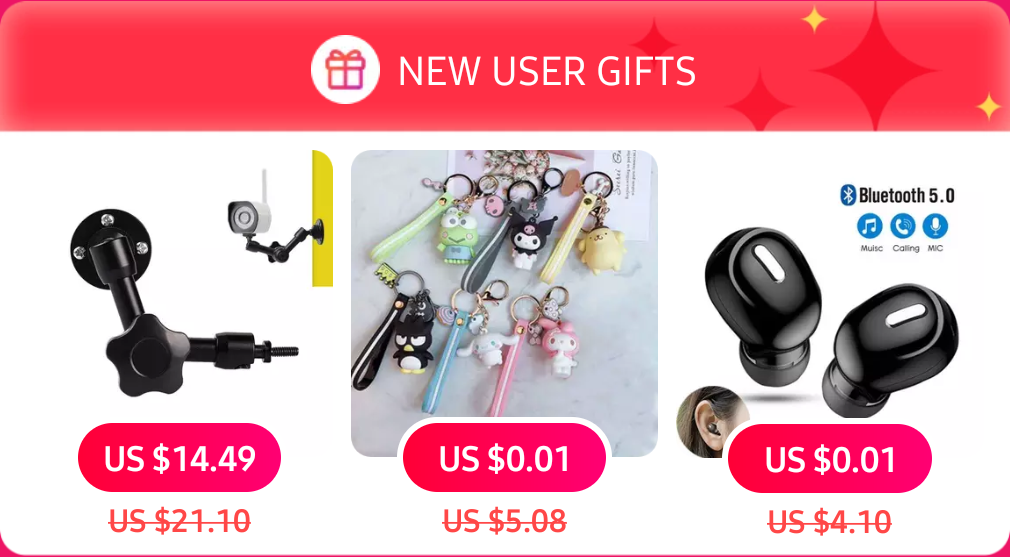 NEW USER GIFTS
Bluetooth 5.0
Muisc Calling MIC
US $14.49
US $0.01
US $0.01
US $21.10
US $5.08
US $4.10